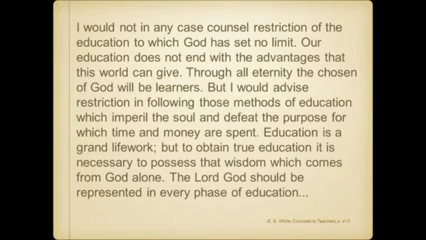 I would not in any case counsel restriction of the
education to which God has set no limit. Our
education does not end with the advantages that
this world can give. Through all eternity the chosen
of God will be learners. But I would advise
restriction in following those methods of education
which imperil the soul and defeat the purpose for
which time and money are spent. Education is a
grand lifework; but to obtain true education it is
necessary to possess that wisdom which comes
from God alone. The Lord God should be
represented in every phase of education...
E. G. White, Counsels to Teachers, p.